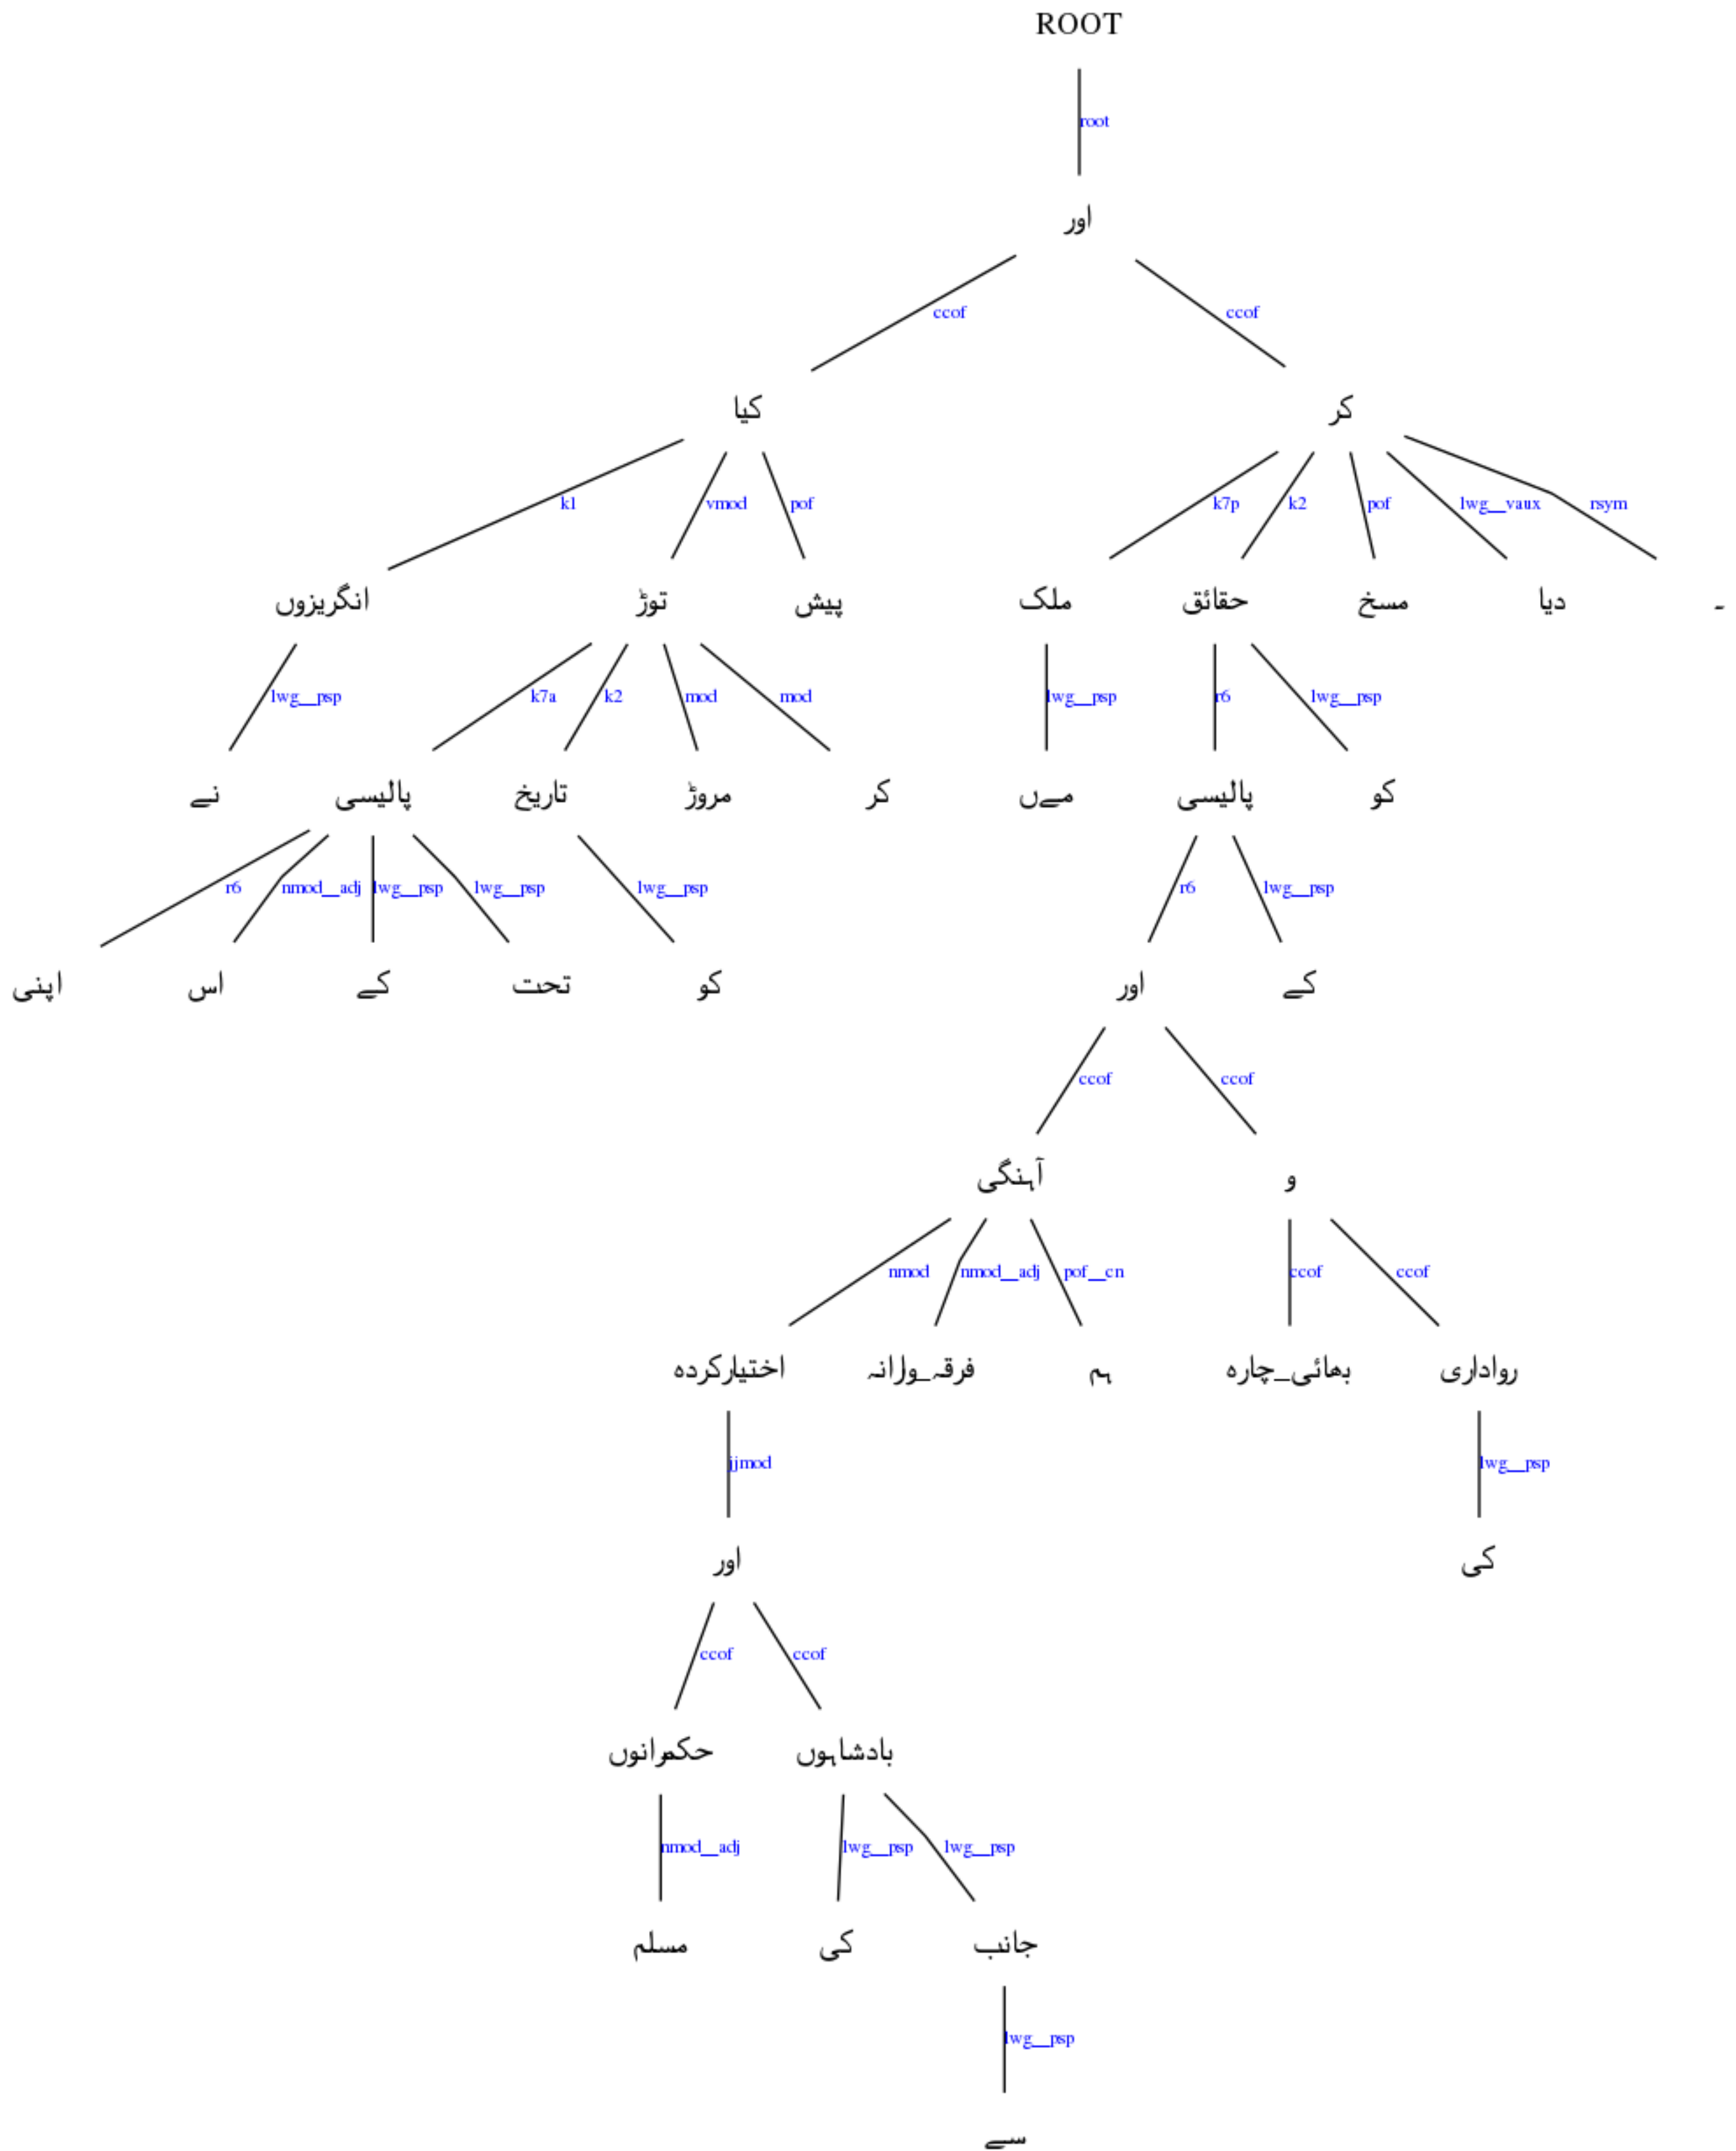 ROOT
root
اور
ccof ccof
کیا کر
k1 vmod pof k7p k2 pof lwg__vaux rsym
انگریزوں توڑ پیش ملک حقائق مسخ دیا ۔
lwg__psp k7a k2 mod mod lwg__psp r6 lwg__psp
نے پالیسی تاریخ مروڑ کر مےں پالیسی کو
r6 nmod__adj lwg__psp lwg__psp lwg__psp r6 lwg__psp
اپنی اس کے تحت کو اور کے
ccof ccof
آہنگی و
nmod nmod__adj pof__cn ccof ccof
اختیارکردہ فرقہ_وارانہ ہم بھائی_چارہ رواداری
jjmod lwg__psp
اور کی
ccof ccof
حکمرانوں بادشاہوں
nmod__adj lwg__psp lwg__psp
مسلم کی جانب
lwg__psp
سے